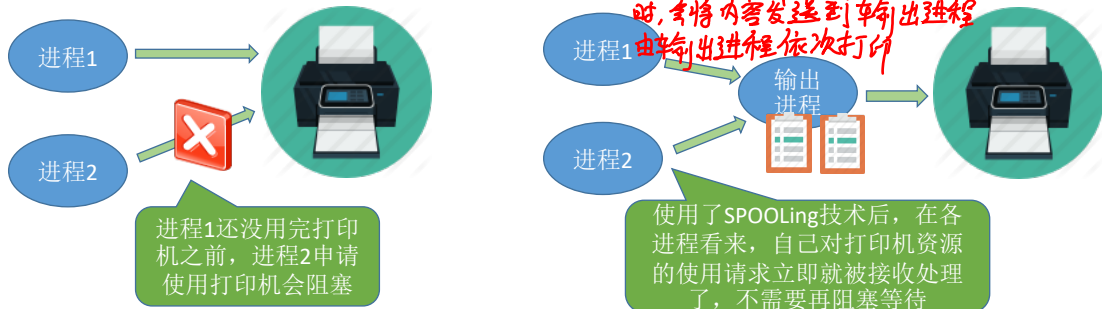 进程1
进程2
进程1还没用完打印
机之前，进程2申请
使用打印机会阻塞
时,会将内容发送到输出进程
由输出进程依次打印
进程1
输出
进程
进程2
使用了SPOOLing技术后，在各
进程看来，自己对打印机资源
的使用请求立即就被接收处理
了，不需要再阻塞等待